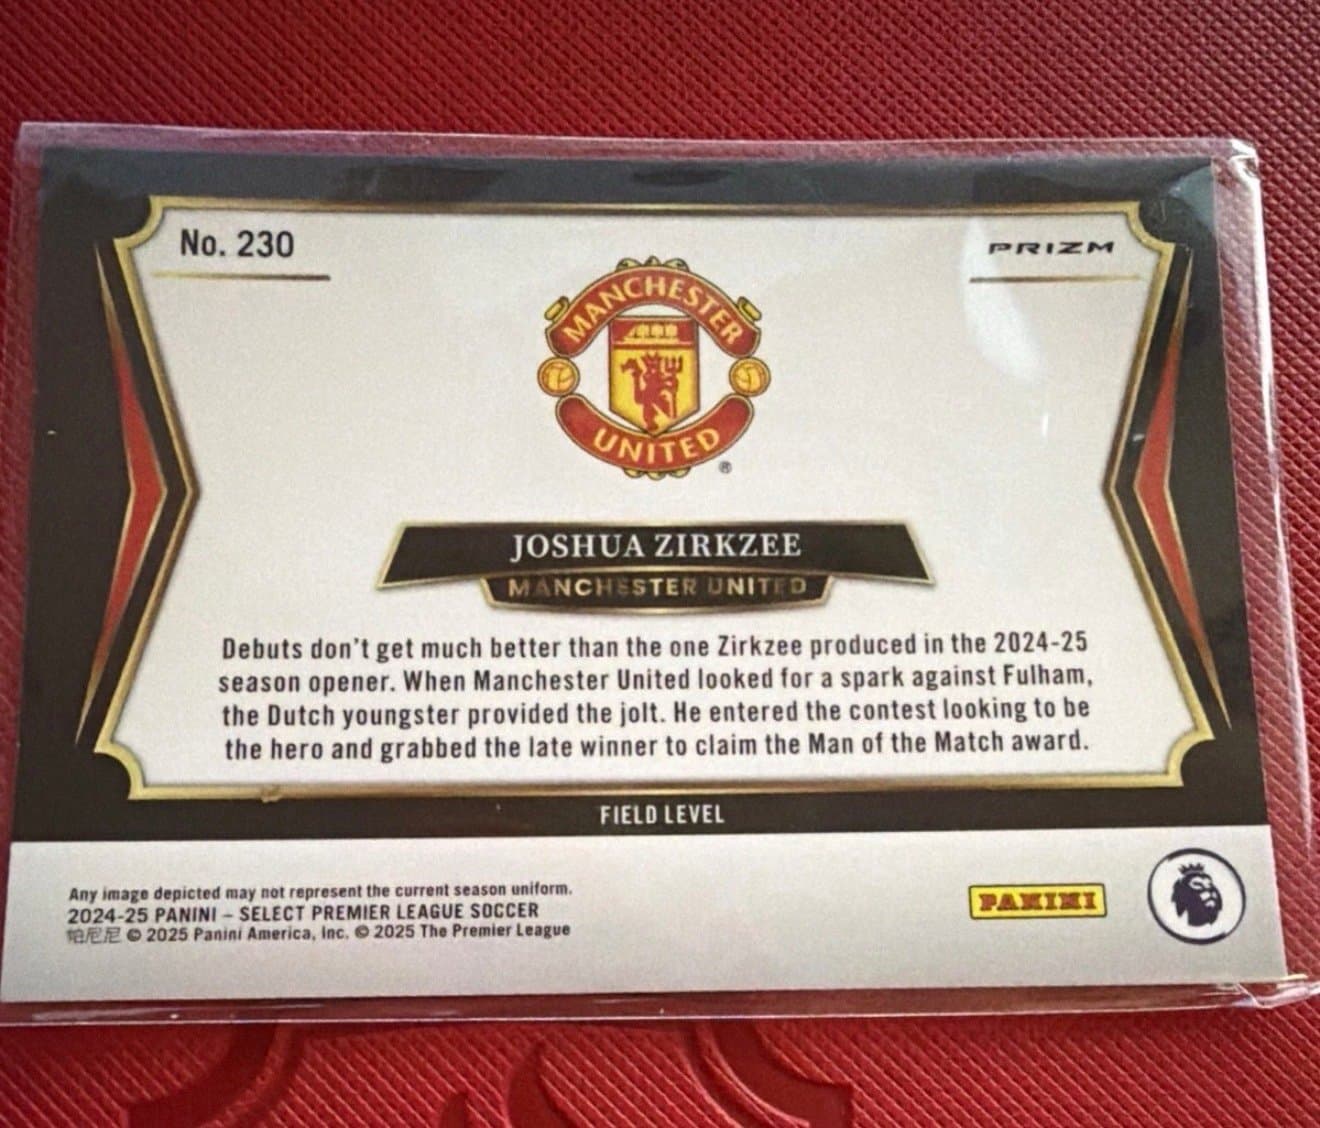 No. 230
PRIZM
MANCHESTER
UNITED
®
JOSHUA ZIRKZEE
MANCHESTER UNITED
Debuts don't get much better than the one Zirkzee produced in the 2024-25
season opener. When Manchester United looked for a spark against Fulham,
the Dutch youngster provided the jolt. He entered the contest looking to be
the hero and grabbed the late winner to claim the Man of the Match award.
FIELD LEVEL
Any image depicted may not represent the current season uniform.
2024-25 PANINI – SELECT PREMIER LEAGUE SOCCER
帕尼尼 © 2025 Panini America, Inc. © 2025 The Premier League
PANINI